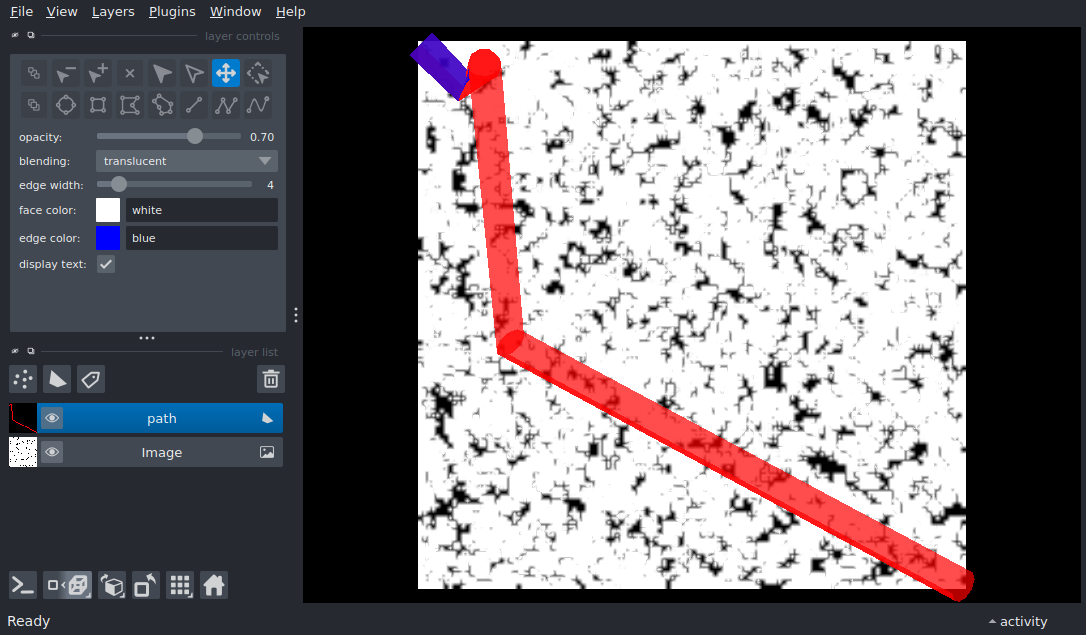 File View Layers Plugins Window Help
layer controls
opacity: 0.70
blending: translucent
edge width: 4
face color: white
edge color: blue
display text:
layer list
path
Image
Ready
activity